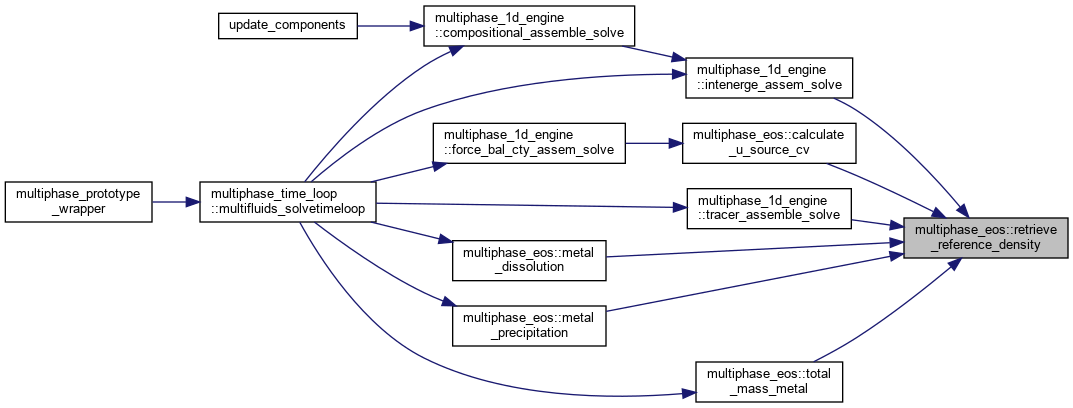 update_components
multiphase_1d_engine
::compositional_assemble_solve
multiphase_1d_engine
::intenerge_assem_solve
multiphase_1d_engine
::force_bal_cty_assem_solve
multiphase_eos::calculate
_u_source_cv
multiphase_prototype
_wrapper
multiphase_time_loop
::multifluids_solvetimeloop
multiphase_1d_engine
::tracer_assemble_solve
multiphase_eos::retrieve
_reference_density
multiphase_eos::metal
_dissolution
multiphase_eos::metal
_precipitation
multiphase_eos::total
_mass_metal